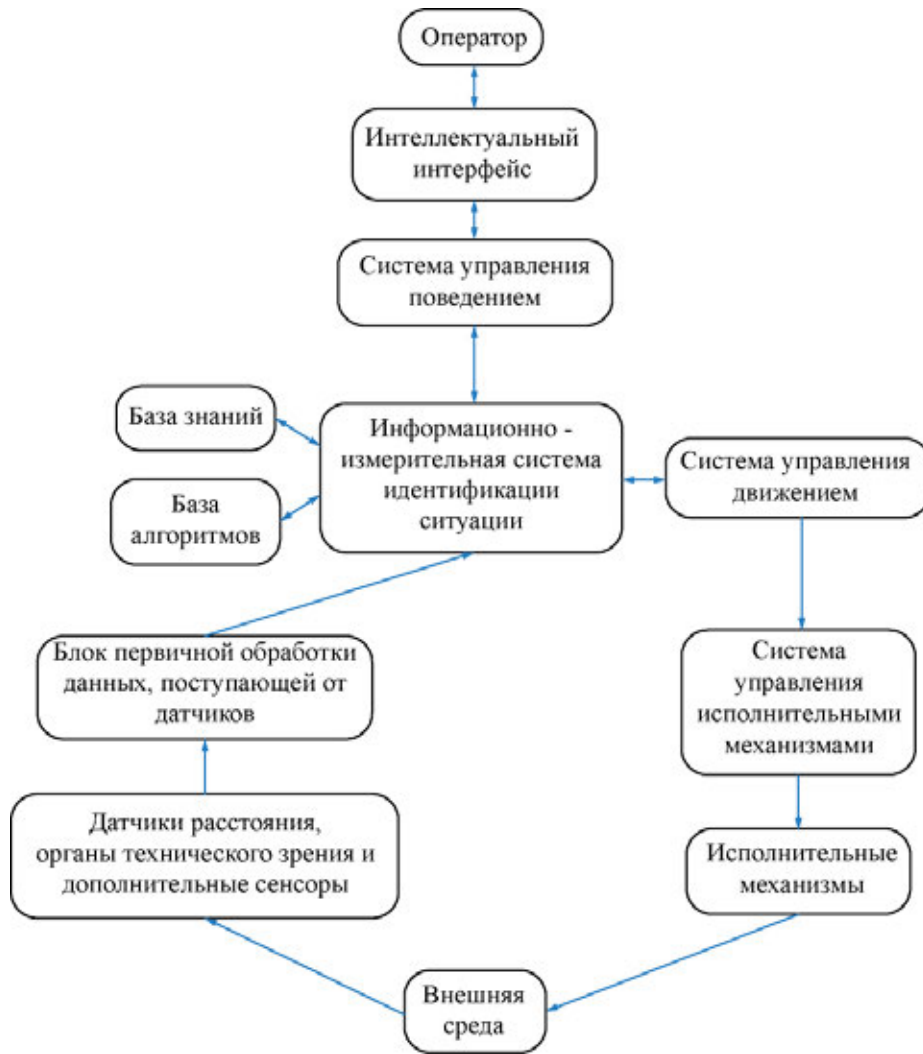 Оператор
Интеллектуальный
интерфейс
Система управления
поведением
База знаний
База
алгоритмов
Информационно -
измерительная система
идентификации
ситуации
Система управления
движением
Блок первичной обработки
данных, поступающей от
датчиков
Система
управления
исполнительными
механизмами
Датчики расстояния,
органы технического зрения и
дополнительные сенсоры
Исполнительные
механизмы
Внешняя
среда